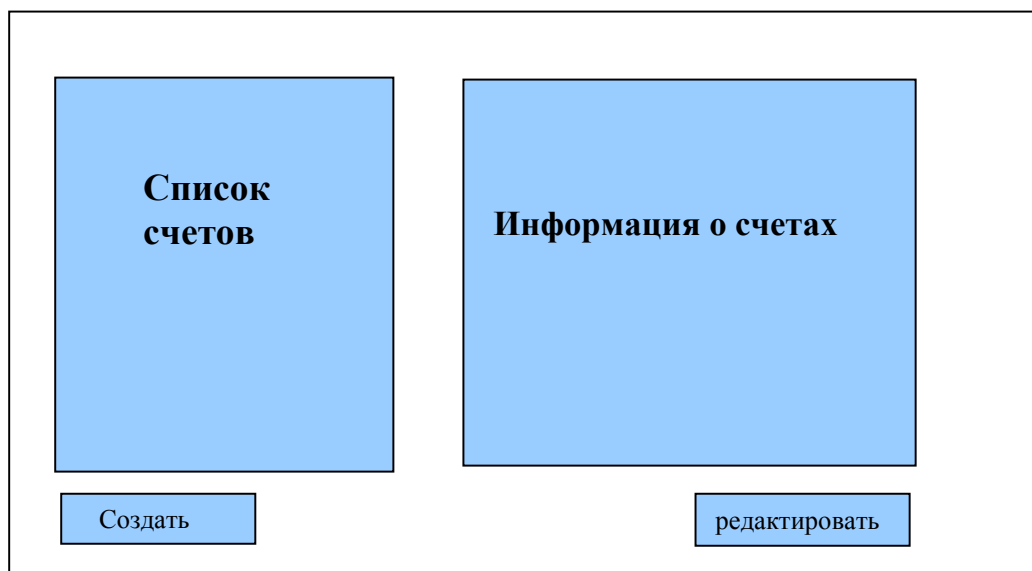 Список
счетов
Информация о счетах
Создать
редактировать